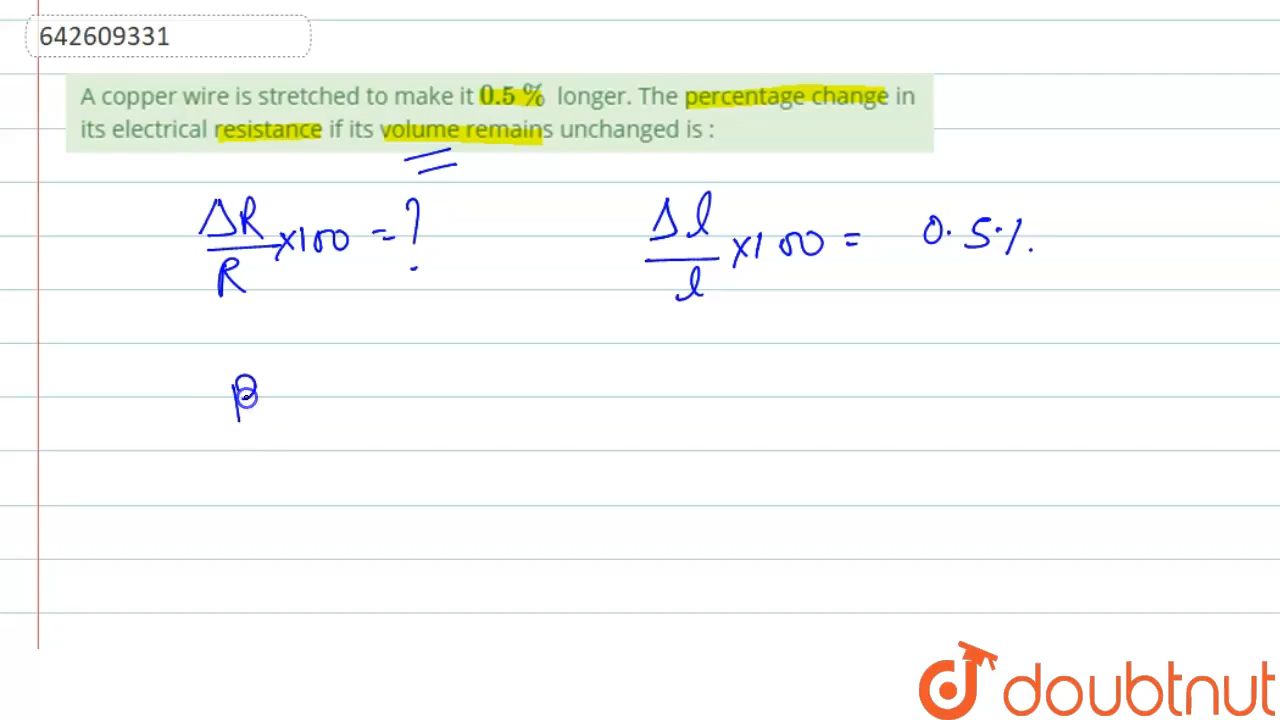 642609331
A copper wire is stretched to make it 0.5 % longer. The percentage change in
its electrical resistance if its volume remains unchanged is :
ΔR/R ×100 = ? Δl/l ×100 = 0.5%.
doubtnut